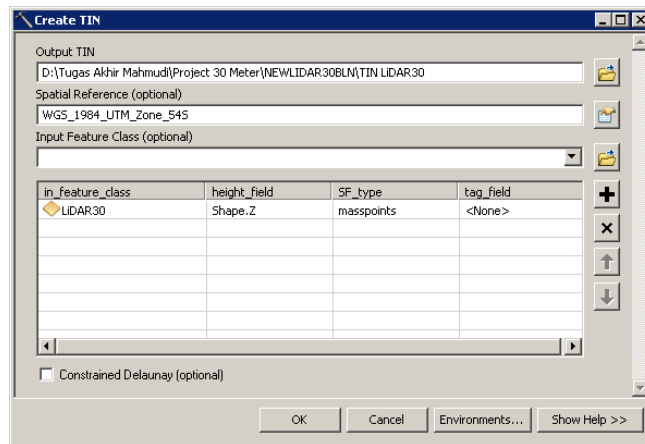 Create TIN
Output TIN
D:\Tugas Akhir Mahmudi\Project 30 Meter\NEWLIDAR30BLN\TIN LiDAR30
Spatial Reference (optional)
WGS_1984_UTM_Zone_54S
Input Feature Class (optional)
in_feature_class height_field SF_type tag_field
LiDAR30 Shape.Z masspoints <None>
Constrained Delaunay (optional)
OK Cancel Environments... Show Help >>